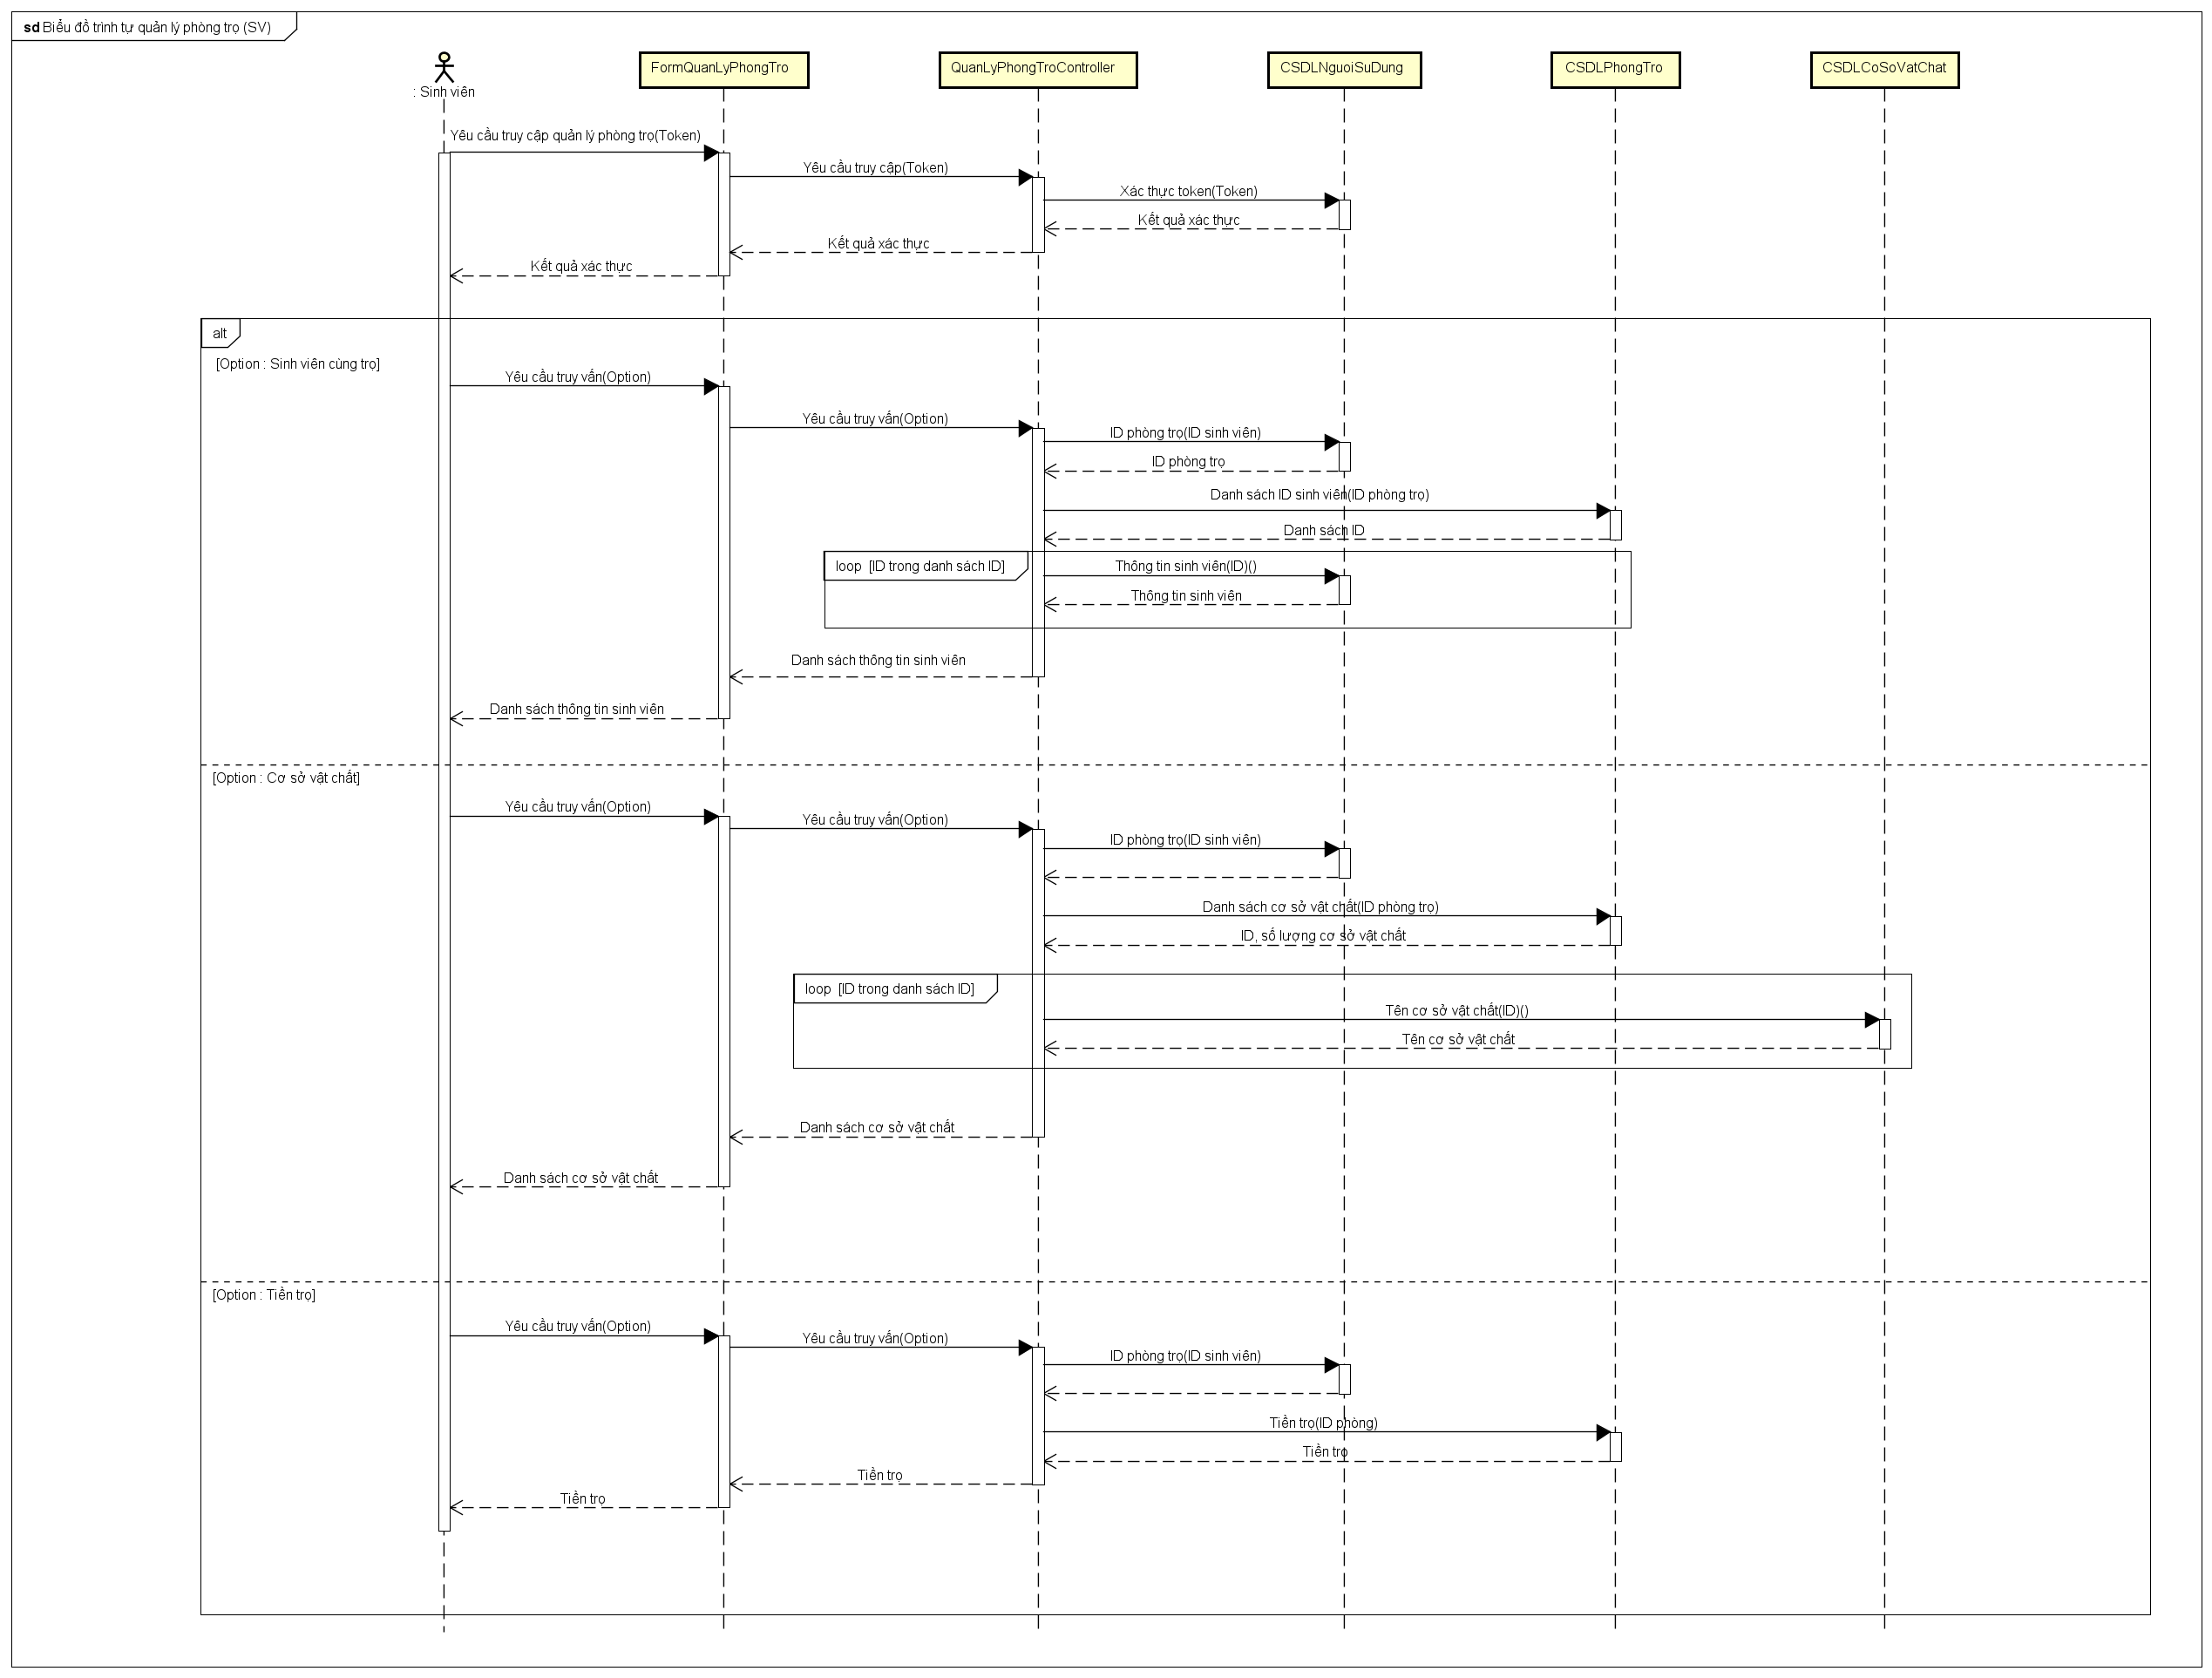 sd Biểu đồ trình tự quản lý phòng trọ (SV)
: Sinh viên
FormQuanLyPhongTro
QuanLyPhongTroController
CSDLNguoiSuDung
CSDLPhongTro
CSDLCoSoVatChat
Yêu cầu truy cập quản lý phòng trọ(Token)
Yêu cầu truy cập(Token)
Xác thực token(Token)
Kết quả xác thực
Kết quả xác thực
Kết quả xác thực
alt
[Option : Sinh viên cùng trọ]
Yêu cầu truy vấn(Option)
Yêu cầu truy vấn(Option)
ID phòng trọ(ID sinh viên)
ID phòng trọ
Danh sách ID sinh viên(ID phòng trọ)
Danh sách ID
loop [ID trong danh sách ID]
Thông tin sinh viên(ID)()
Thông tin sinh viên
Danh sách thông tin sinh viên
Danh sách thông tin sinh viên
[Option : Cơ sở vật chất]
Yêu cầu truy vấn(Option)
Yêu cầu truy vấn(Option)
ID phòng trọ(ID sinh viên)
Danh sách cơ sở vật chất(ID phòng trọ)
ID, số lượng cơ sở vật chất
loop [ID trong danh sách ID]
Tên cơ sở vật chất(ID)()
Tên cơ sở vật chất
Danh sách cơ sở vật chất
Danh sách cơ sở vật chất
[Option : Tiền trọ]
Yêu cầu truy vấn(Option)
Yêu cầu truy vấn(Option)
ID phòng trọ(ID sinh viên)
Tiền trọ(ID phòng)
Tiền trọ
Tiền trọ
Tiền trọ